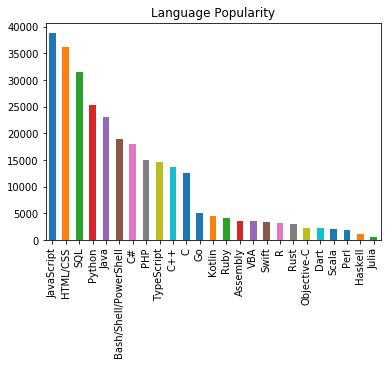 Language Popularity
40000
35000
30000
25000
20000
15000
10000
5000
0
JavaScript
HTML/CSS
SQL
Python
Java
Bash/Shell/PowerShell
C#
PHP
TypeScript
C++
C
Go
Kotlin
Ruby
Assembly
VBA
Swift
R
Rust
Objective-C
Dart
Scala
Perl
Haskell
Julia